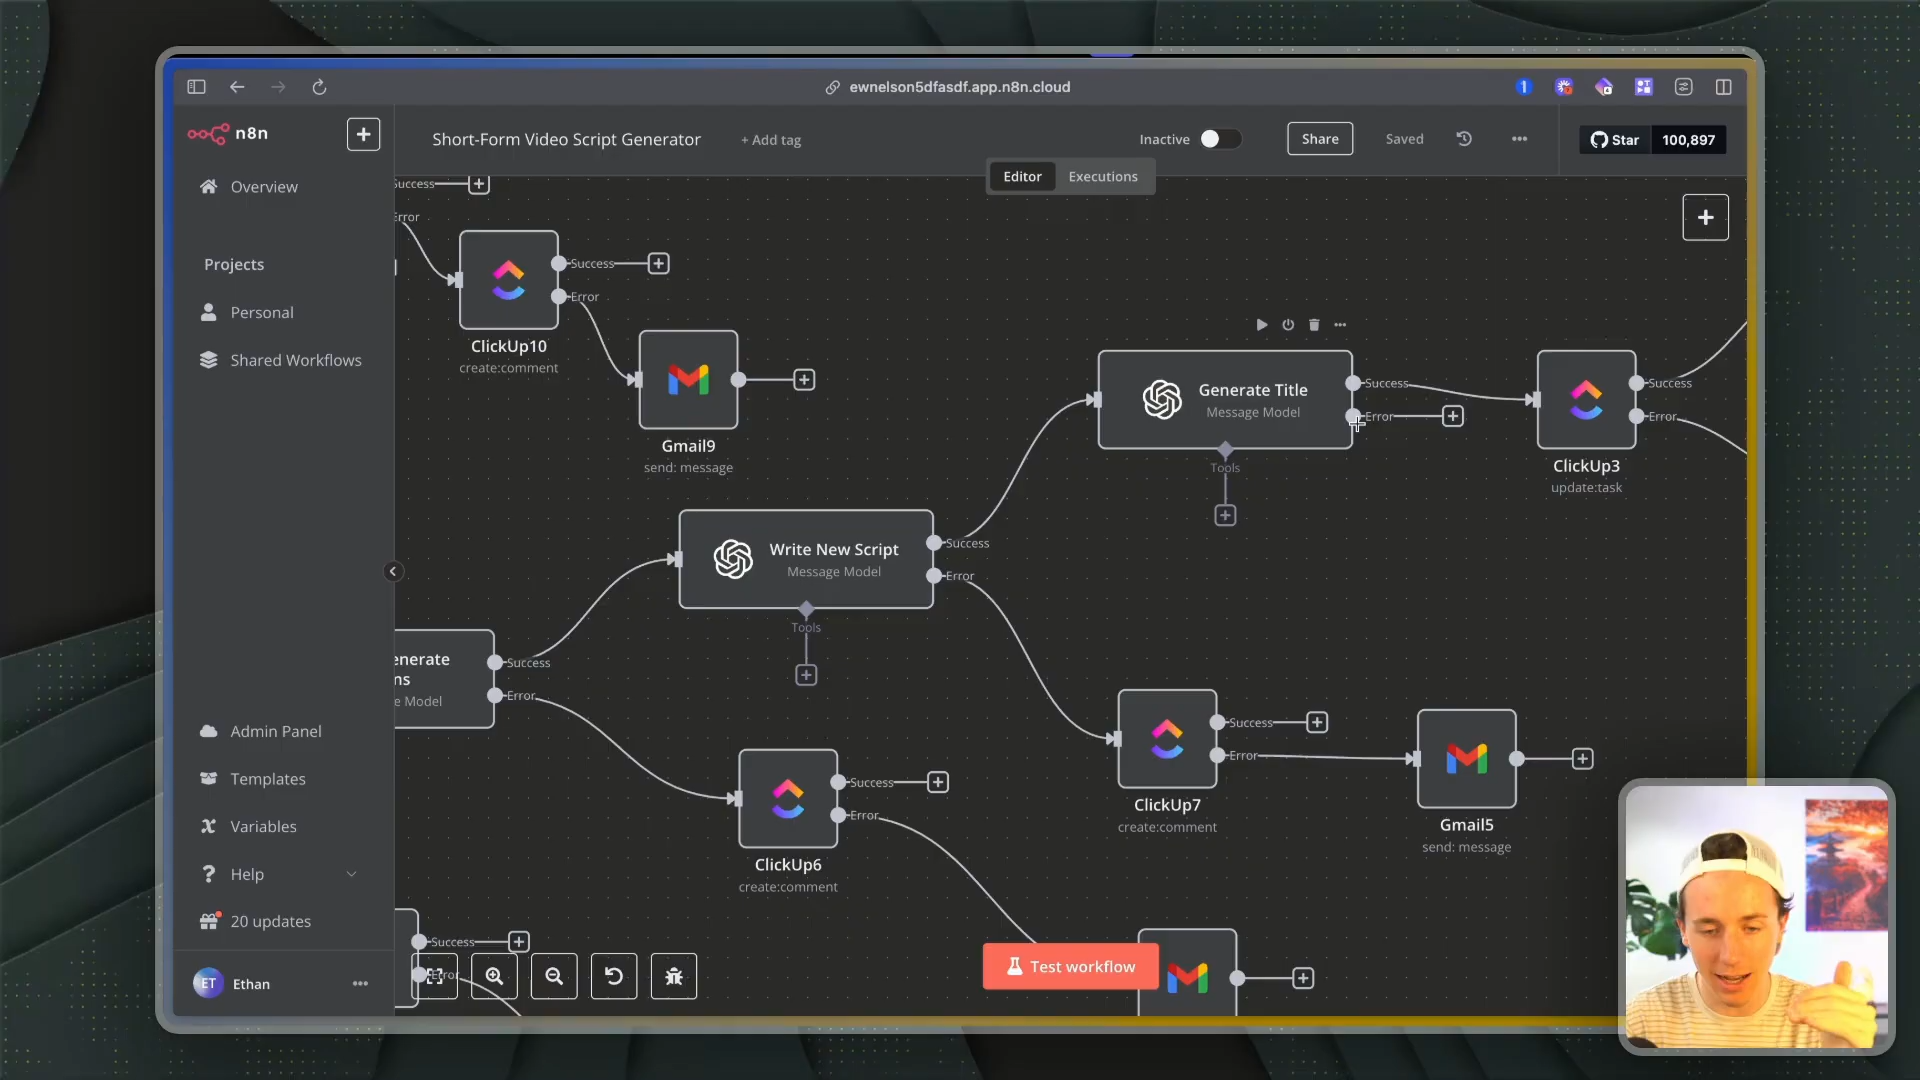 ewnelson5dfasdf.app.n8n.cloud
1
n8n
Short-Form Video Script Generator
+ Add tag
Inactive
Share
Saved
Star
100,897
Editor
Executions
Overview
Projects
Personal
Shared Workflows
Admin Panel
Templates
Variables
Help
20 updates
ET
Ethan
Success
Error
Success
Error
ClickUp10
create:comment
Gmail9
send: message
Generate Title
Message Model
Success
Error
Tools
Success
Error
ClickUp3
update:task
Write New Script
Message Model
Success
Error
Tools
enerate
ns
e Model
Success
Error
Success
Error
ClickUp7
create:comment
Gmail5
send: message
Success
Error
ClickUp6
create:comment
Success
Error
Test workflow